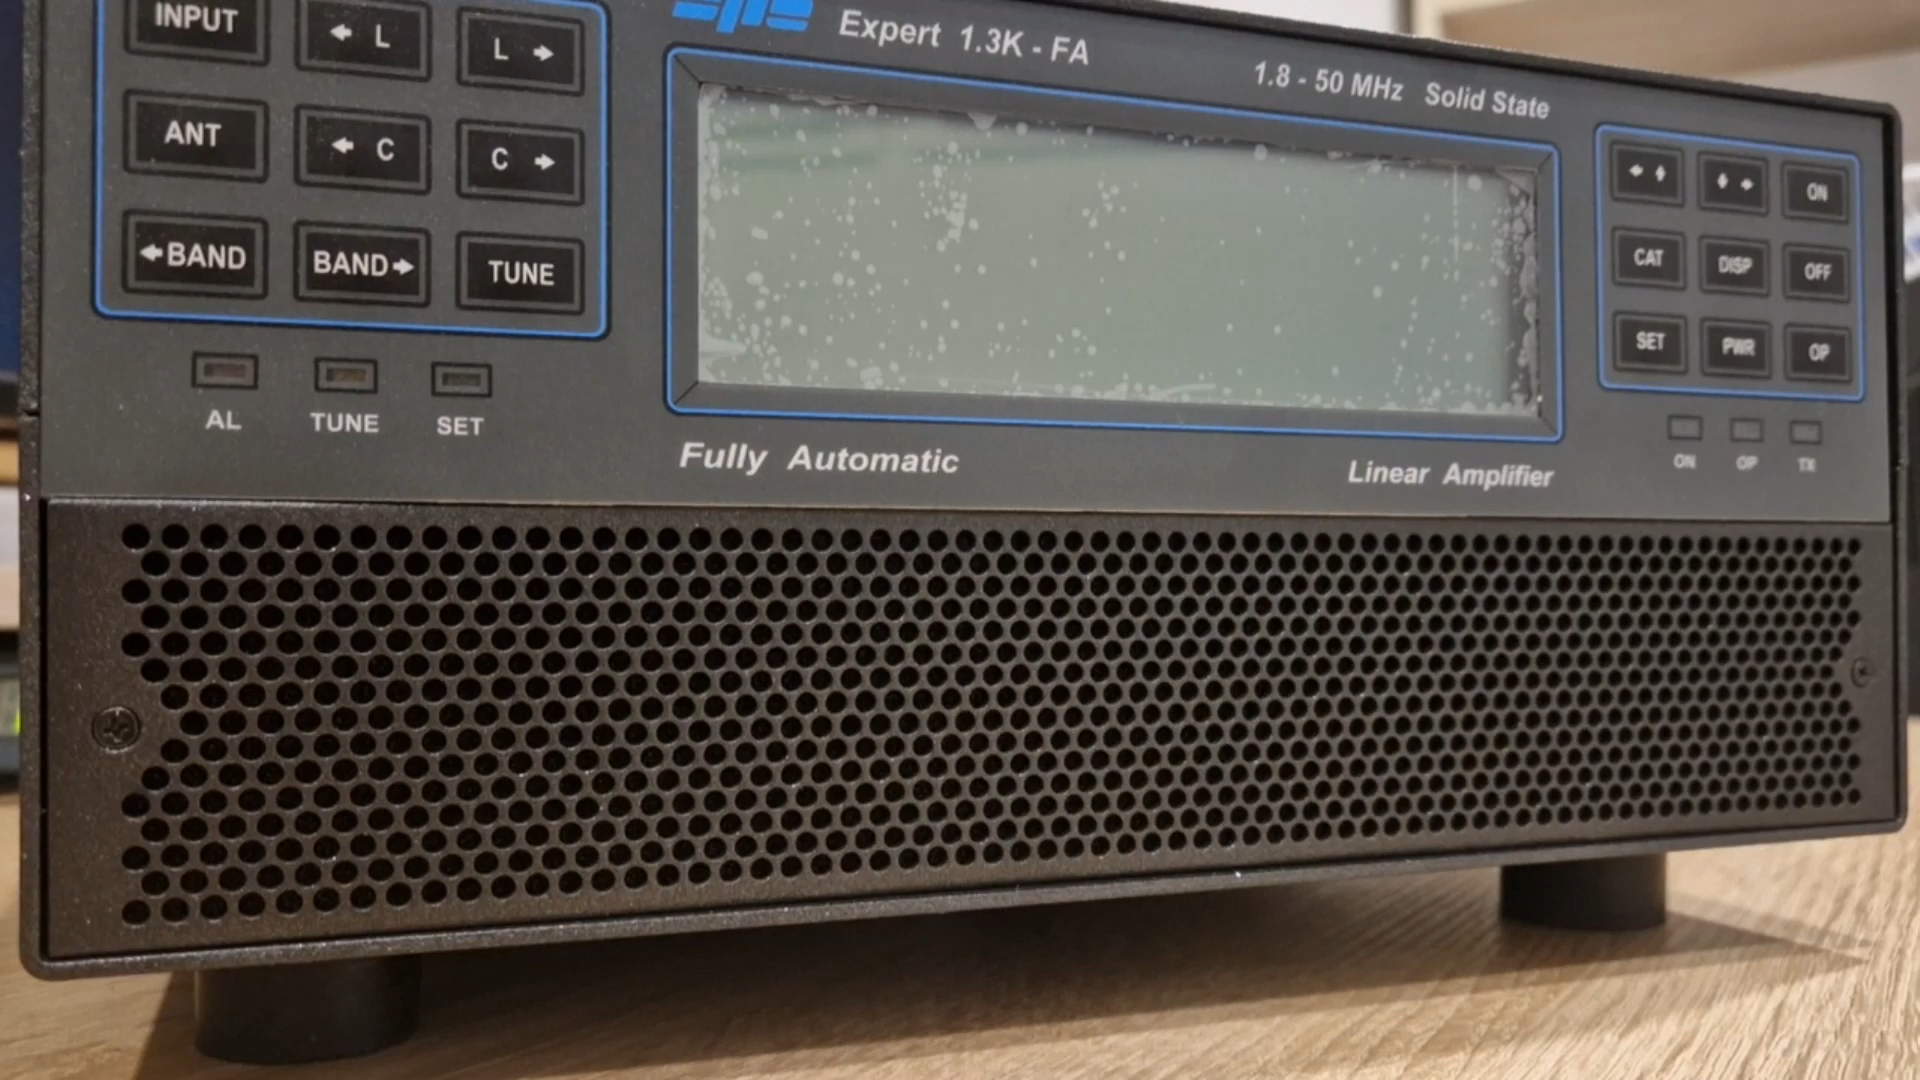 INPUT
L
L
ANT
C
C
BAND
BAND
TUNE
AL
TUNE
SET
Expert 1.3K - FA
1.8 - 50 MHz Solid State
Fully Automatic
Linear Amplifier
ON
CAT
DISP
OFF
SET
PWR
OP
ON
OP
TX